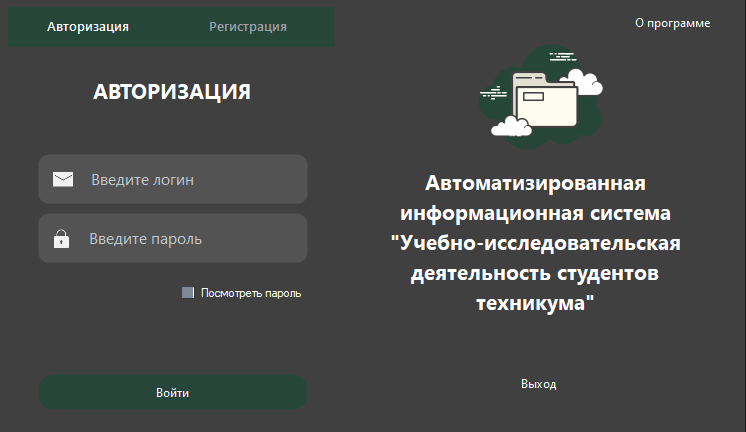 Авторизация
Регистрация
АВТОРИЗАЦИЯ
Введите логин
Введите пароль
Посмотреть пароль
Войти
О программе
Автоматизированная
информационная система
"Учебно-исследовательская
деятельность студентов
техникума"
Выход